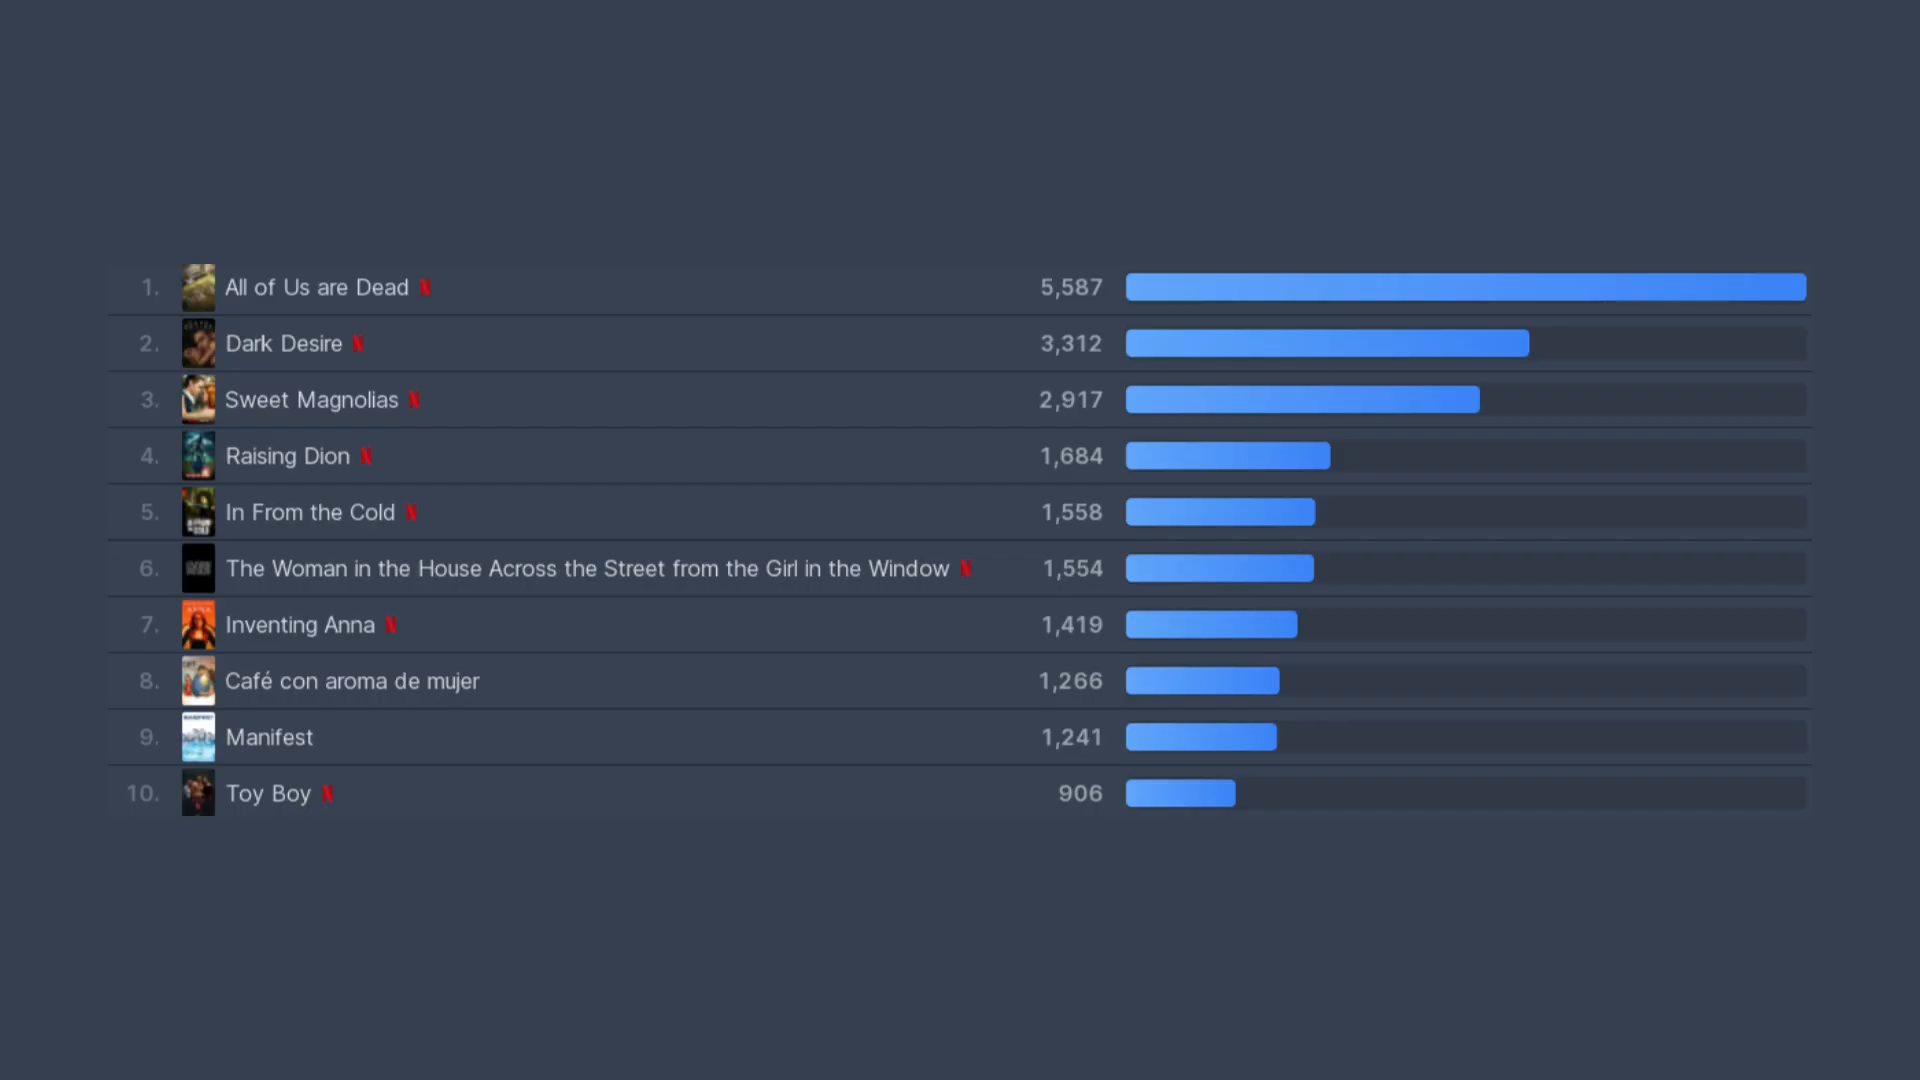 1. All of Us are Dead N 5,587
2. Dark Desire N 3,312
3. Sweet Magnolias N 2,917
4. Raising Dion N 1,684
5. In From the Cold N 1,558
6. The Woman in the House Across the Street from the Girl in the Window N 1,554
7. Inventing Anna N 1,419
8. Café con aroma de mujer 1,266
9. Manifest 1,241
10. Toy Boy N 906